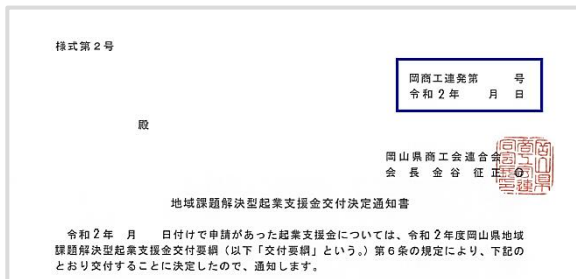 様式第2号
岡商工連発第　　　号
令和2年　　月　日
殿
岡山県商工会連合会
会長　金谷　征正　㊞
地域課題解決型起業支援金交付決定通知書
令和2年　月　　日付けで申請があった起業支援金については、令和2年度岡山県地域
課題解決型起業支援金交付要綱（以下「交付要綱」という。）第6条の規定により、下記の
とおり交付することに決定したので、通知します。